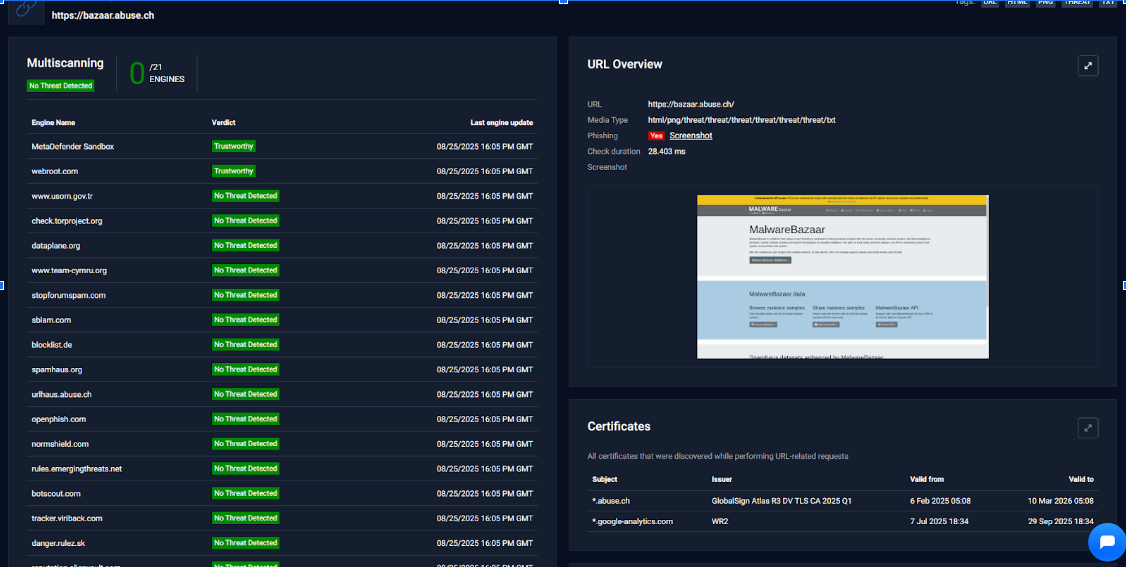 https://bazaar.abuse.ch
Tags: URL HTML PNG THREAT TXT
Multiscanning
No Threat Detected
0 /21 ENGINES
Engine Name Verdict Last engine update
MetaDefender Sandbox Trustworthy 08/25/2025 16:05 PM GMT
webroot.com Trustworthy 08/25/2025 16:05 PM GMT
www.usom.gov.tr No Threat Detected 08/25/2025 16:05 PM GMT
check.torproject.org No Threat Detected 08/25/2025 16:05 PM GMT
dataplane.org No Threat Detected 08/25/2025 16:05 PM GMT
www.team-cymru.org No Threat Detected 08/25/2025 16:05 PM GMT
stopforumspam.com No Threat Detected 08/25/2025 16:05 PM GMT
sblam.com No Threat Detected 08/25/2025 16:05 PM GMT
blocklist.de No Threat Detected 08/25/2025 16:05 PM GMT
spamhaus.org No Threat Detected 08/25/2025 16:05 PM GMT
urlhaus.abuse.ch No Threat Detected 08/25/2025 16:05 PM GMT
openphish.com No Threat Detected 08/25/2025 16:05 PM GMT
normshield.com No Threat Detected 08/25/2025 16:05 PM GMT
rules.emergingthreats.net No Threat Detected 08/25/2025 16:05 PM GMT
botscout.com No Threat Detected 08/25/2025 16:05 PM GMT
tracker.viriback.com No Threat Detected 08/25/2025 16:05 PM GMT
danger.rulez.sk No Threat Detected 08/25/2025 16:05 PM GMT
reputation.alienvault.com No Threat Detected 08/25/2025 16:05 PM GMT
URL Overview
URL https://bazaar.abuse.ch/
Media Type html/png/threat/threat/threat/threat/threat/threat/txt
Phishing Yes Screenshot
Check duration 28.403 ms
Screenshot
MALWARE bazaar
MalwareBazaar
MalwareBazaar data
Browse malware samples Share malware samples MalwareBazaar API
Spamhaus datasets enhanced by MalwareBazaar
Certificates
All certificates that were discovered while performing URL-related requests
Subject Issuer Valid from Valid to
*.abuse.ch GlobalSign Atlas R3 DV TLS CA 2025 Q1 6 Feb 2025 05:08 10 Mar 2026 05:08
*.google-analytics.com WR2 7 Jul 2025 18:34 29 Sep 2025 18:34